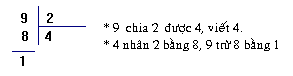 9 2
8 4
1
* 9 chia 2 được 4, viết 4.
* 4 nhân 2 bằng 8, 9 trừ 8 bằng 1